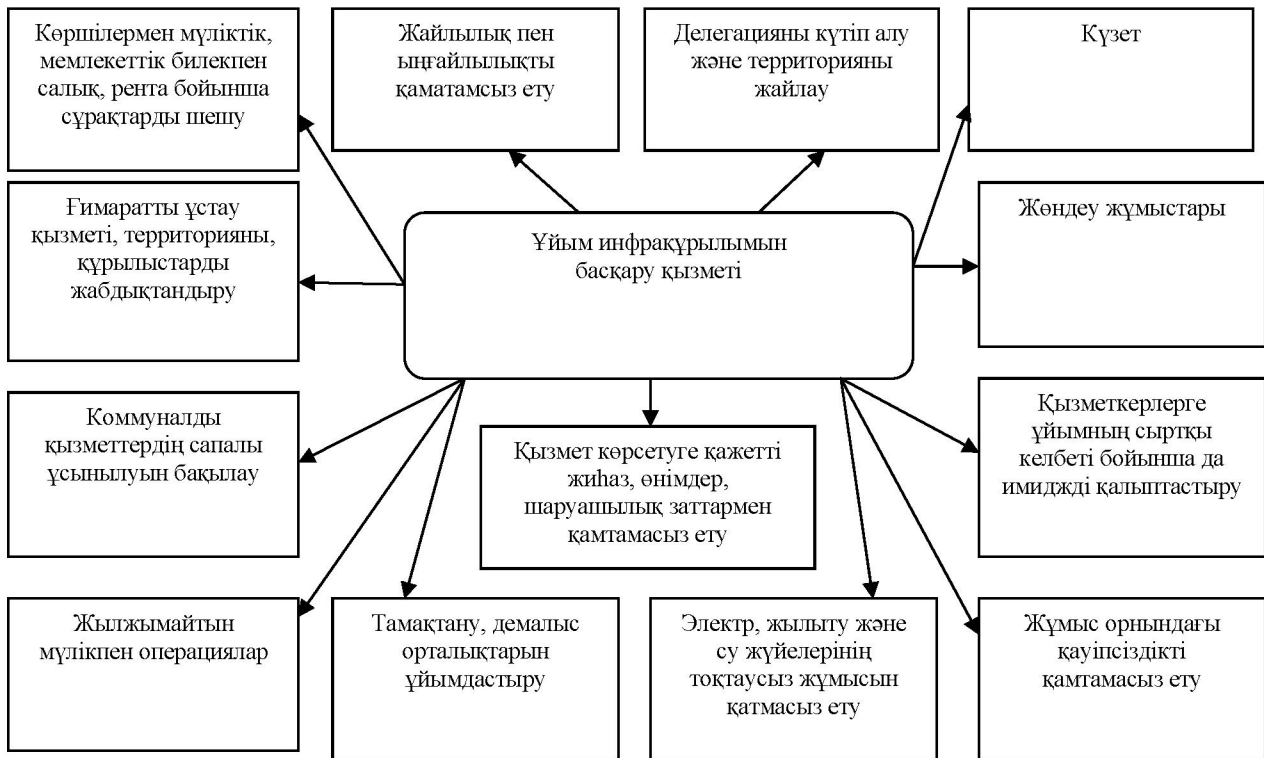 Көршілермен мүліктік,
мемлекеттік билекпен
салық, рента бойынша
сұрақтарды шешу
Жайлылық пен
ыңғайлылықты
қаматамсыз ету
Делегацияны күтіп алу
және территорияны
жайлау
Күзет
Ғимаратты ұстау
қызметі, территорияны,
құрылыстарды
жабдықтандыру
Ұйым инфрақұрылымын
басқару қызметі
Жөндеу жұмыстары
Коммуналды
қызметтердің сапалы
ұсынылуын бақылау
Қызмет көрсетуге қажетті
жиһаз, өнімдер,
шаруашылық заттармен
қамтамасыз ету
Қызметкерлерге
ұйымның сыртқы
келбеті бойынша да
имиджді қалыптастыру
Жылжымайтын
мүлікпен операциялар
Тамақтану, демалыс
орталықтарын
ұйымдастыру
Электр, жылыту және
су жүйелерінің
тоқтаусыз жұмысын
қатмасыз ету
Жұмыс орнындағы
қауіпсіздікті
қамтамасыз ету